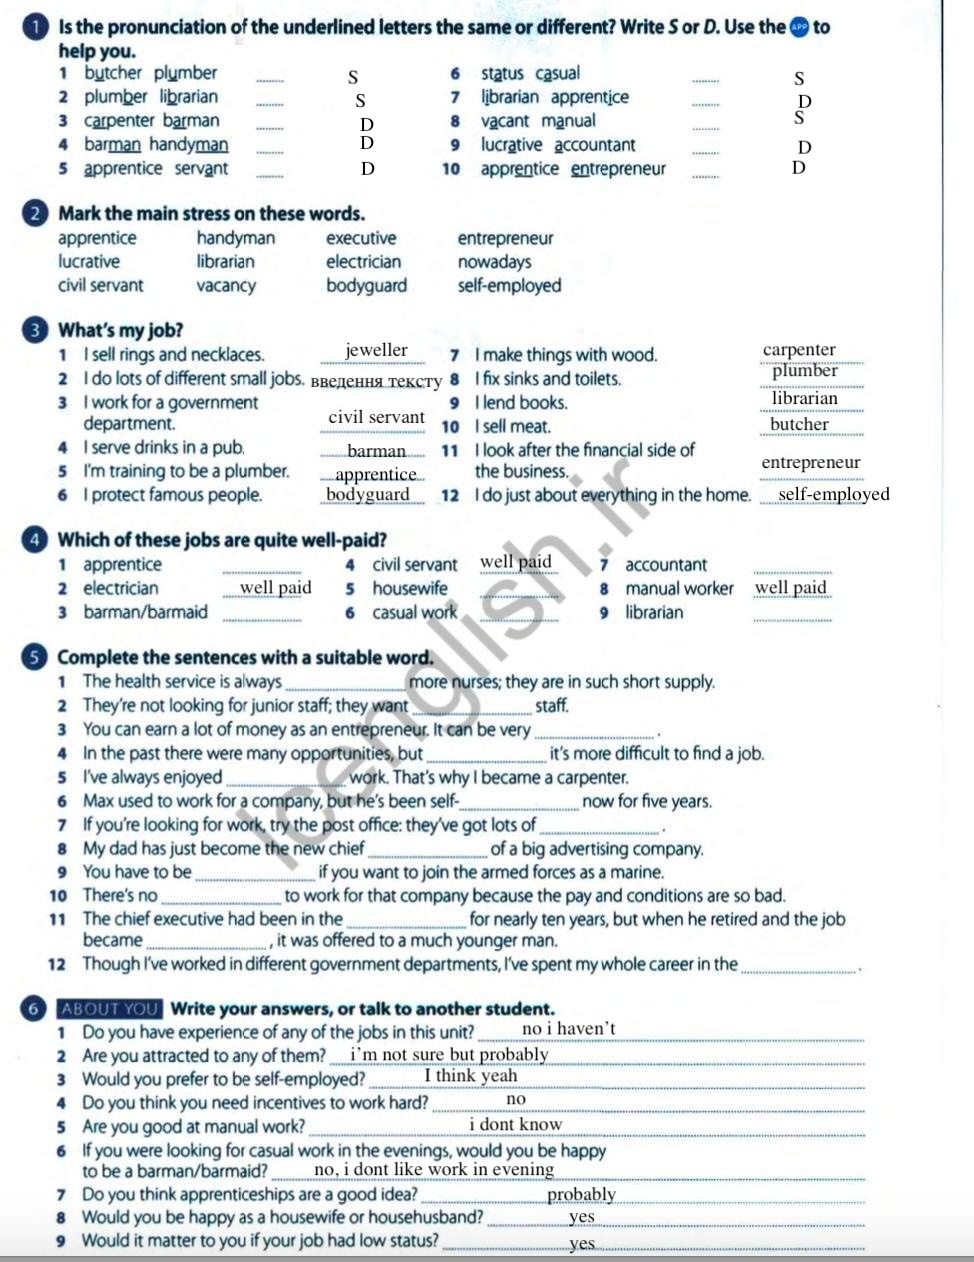 1 Is the pronunciation of the underlined letters the same or different? Write S or D. Use the APP to
help you.
1 butcher plumber ........ S 6 status casual ........ S
2 plumber librarian ........ S 7 librarian apprentice ........ D
3 carpenter barman ........ D 8 vacant manual ........ S
4 barman handyman ........ D 9 lucrative accountant ........ D
5 apprentice servant ........ D 10 apprentice entrepreneur ........ D
2 Mark the main stress on these words.
apprentice handyman executive entrepreneur
lucrative librarian electrician nowadays
civil servant vacancy bodyguard self-employed
3 What's my job?
1 I sell rings and necklaces. jeweller 7 I make things with wood. carpenter
2 I do lots of different small jobs. введення тексту 8 I fix sinks and toilets. plumber
3 I work for a government 9 I lend books. librarian
department. civil servant 10 I sell meat. butcher
4 I serve drinks in a pub. barman 11 I look after the financial side of
5 I'm training to be a plumber. apprentice the business. entrepreneur
6 I protect famous people. bodyguard 12 I do just about everything in the home. self-employed
4 Which of these jobs are quite well-paid?
1 apprentice ........ 4 civil servant well paid 7 accountant ........
2 electrician well paid 5 housewife ........ 8 manual worker well paid
3 barman/barmaid ........ 6 casual work ........ 9 librarian ........
5 Complete the sentences with a suitable word.
1 The health service is always ........ more nurses; they are in such short supply.
2 They're not looking for junior staff; they want ........ staff.
3 You can earn a lot of money as an entrepreneur. It can be very ........ .
4 In the past there were many opportunities, but ........ it's more difficult to find a job.
5 I've always enjoyed ........ work. That's why I became a carpenter.
6 Max used to work for a company, but he's been self-........ now for five years.
7 If you're looking for work, try the post office: they've got lots of ........ .
8 My dad has just become the new chief ........ of a big advertising company.
9 You have to be ........ if you want to join the armed forces as a marine.
10 There's no ........ to work for that company because the pay and conditions are so bad.
11 The chief executive had been in the ........ for nearly ten years, but when he retired and the job
became ........ , it was offered to a much younger man.
12 Though I've worked in different government departments, I've spent my whole career in the ........ .
6 ABOUT YOU Write your answers, or talk to another student.
1 Do you have experience of any of the jobs in this unit? no i haven't
2 Are you attracted to any of them? i'm not sure but probably
3 Would you prefer to be self-employed? I think yeah
4 Do you think you need incentives to work hard? no
5 Are you good at manual work? i dont know
6 If you were looking for casual work in the evenings, would you be happy
to be a barman/barmaid? no, i dont like work in evening
7 Do you think apprenticeships are a good idea? probably
8 Would you be happy as a housewife or househusband? yes
9 Would it matter to you if your job had low status? yes
Icenglish.ir